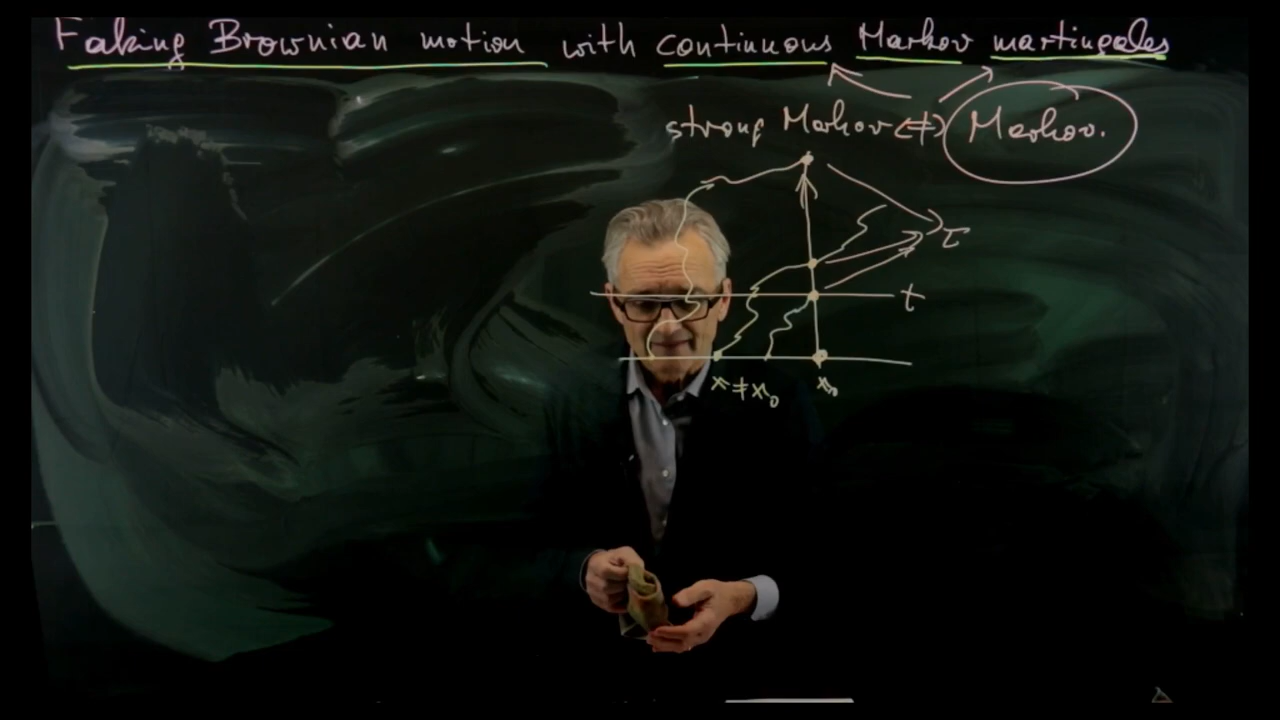 Faking Brownian motion with continuous Markov martingales
strong Markov (≠) Markov.
τ
t
x ≠ x₀ x₀